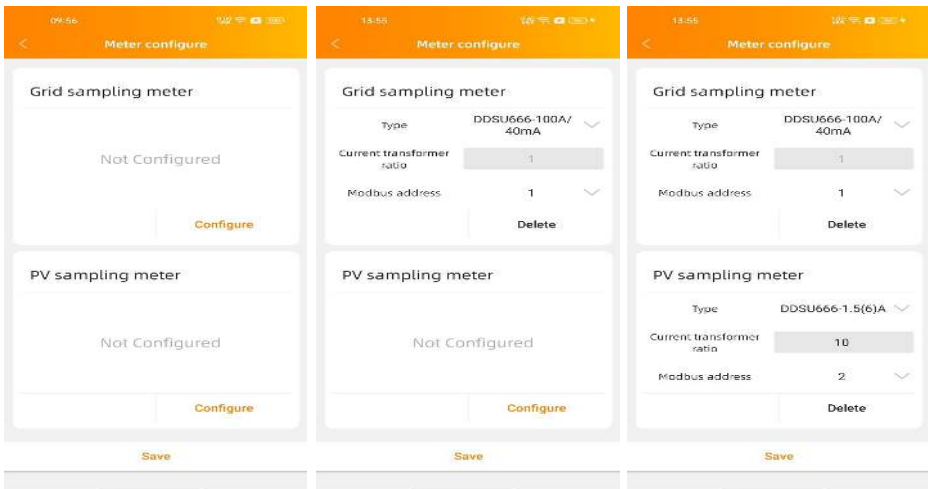 09:56
Meter configure
Grid sampling meter
Not Configured
Configure
PV sampling meter
Not Configured
Configure
Save
13:55
Meter configure
Grid sampling meter
Type
DDSU666-100A/
40mA
Current transformer
ratio
1
Modbus address
1
Delete
PV sampling meter
Not Configured
Configure
Save
13:55
Meter configure
Grid sampling meter
Type
DDSU666-100A/
40mA
Current transformer
ratio
1
Modbus address
1
Delete
PV sampling meter
Type
DDSU666-1.5(6)A
Current transformer
ratio
10
Modbus address
2
Delete
Save